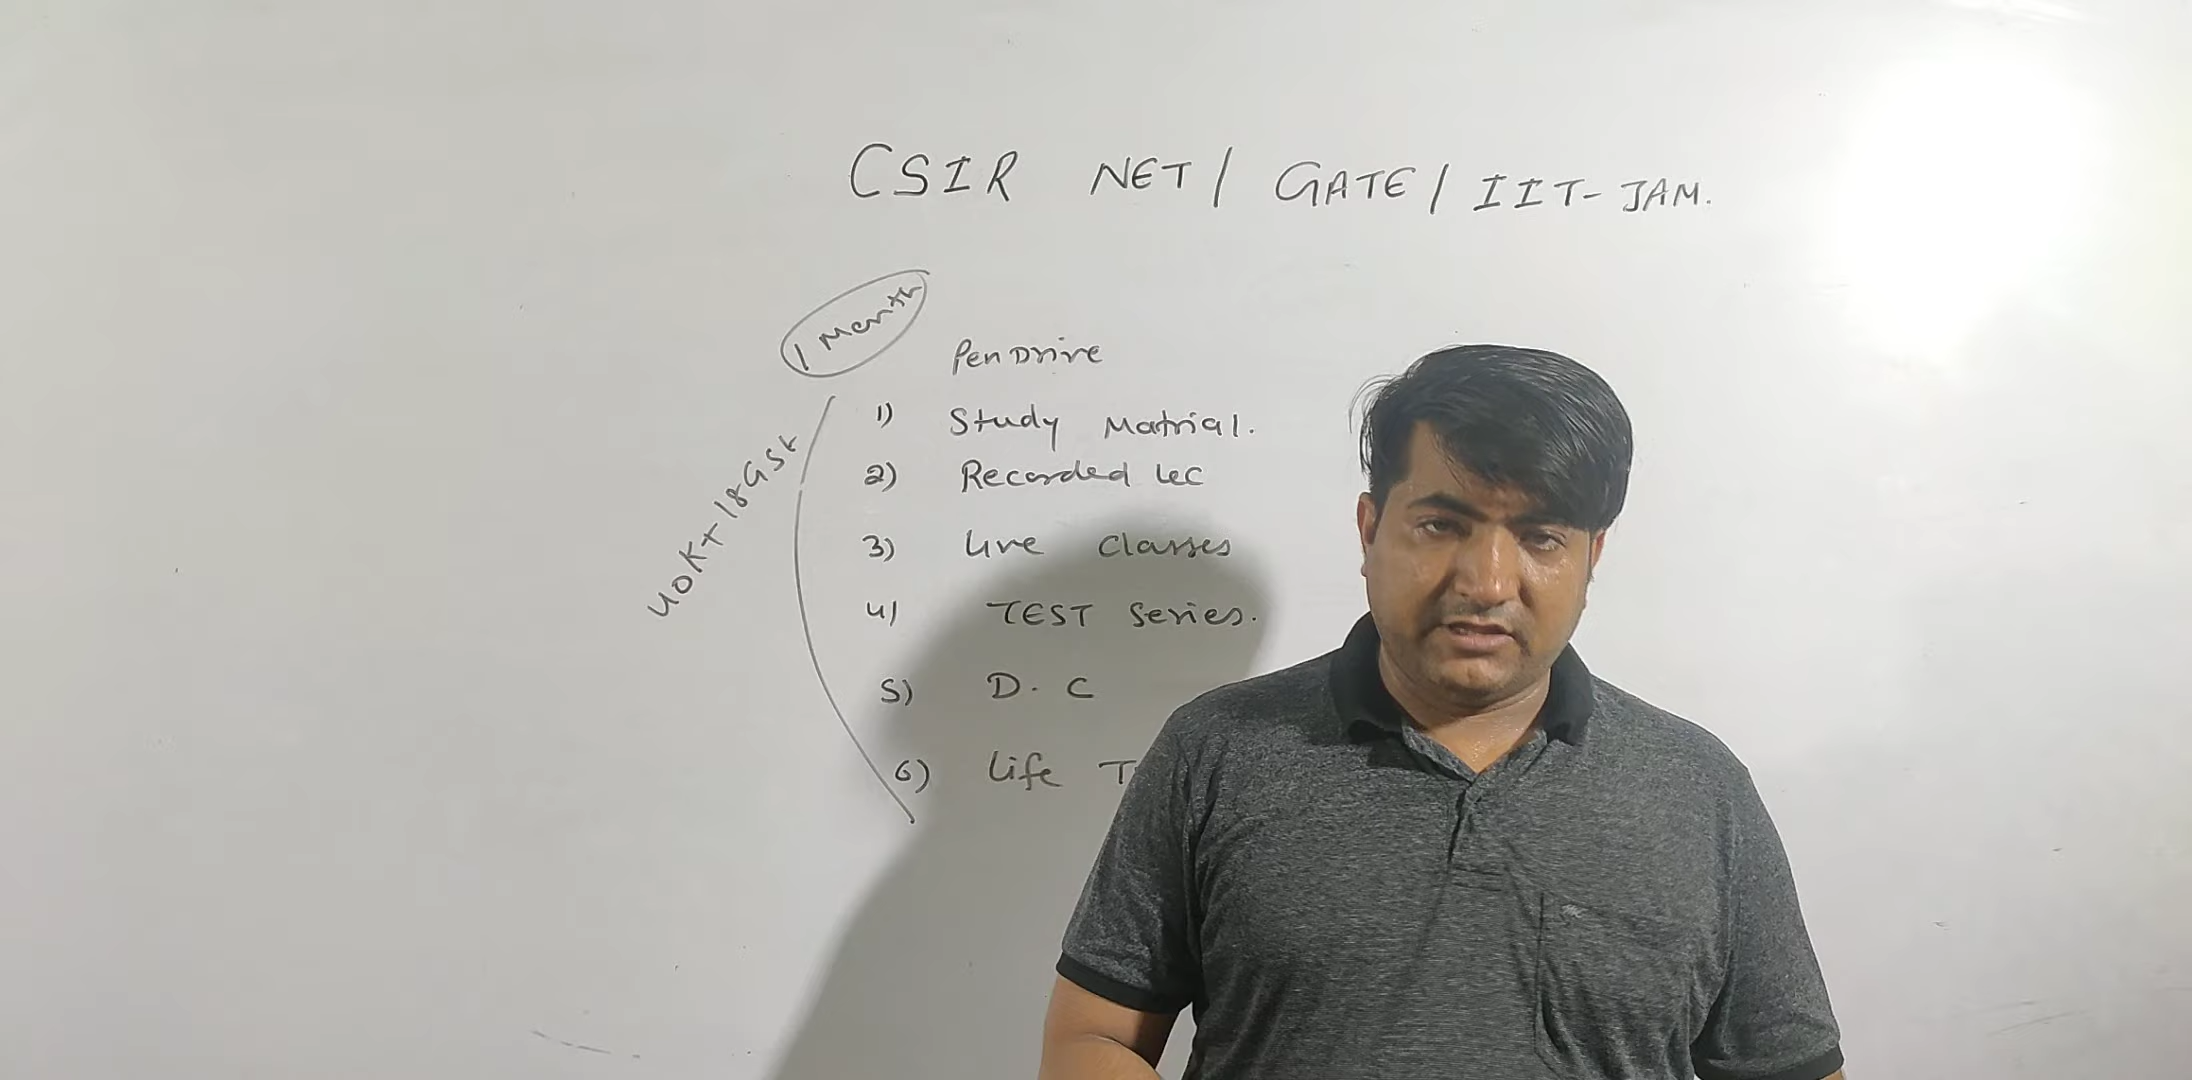 CSIR NET/ GATE/ IIT-JAM.
1 Month
Pen Drive
1) Study Matrial.
2) Recorded lec
3) Live Classes
4) TEST Series.
5) D. C
6) Life
40K+18GSt